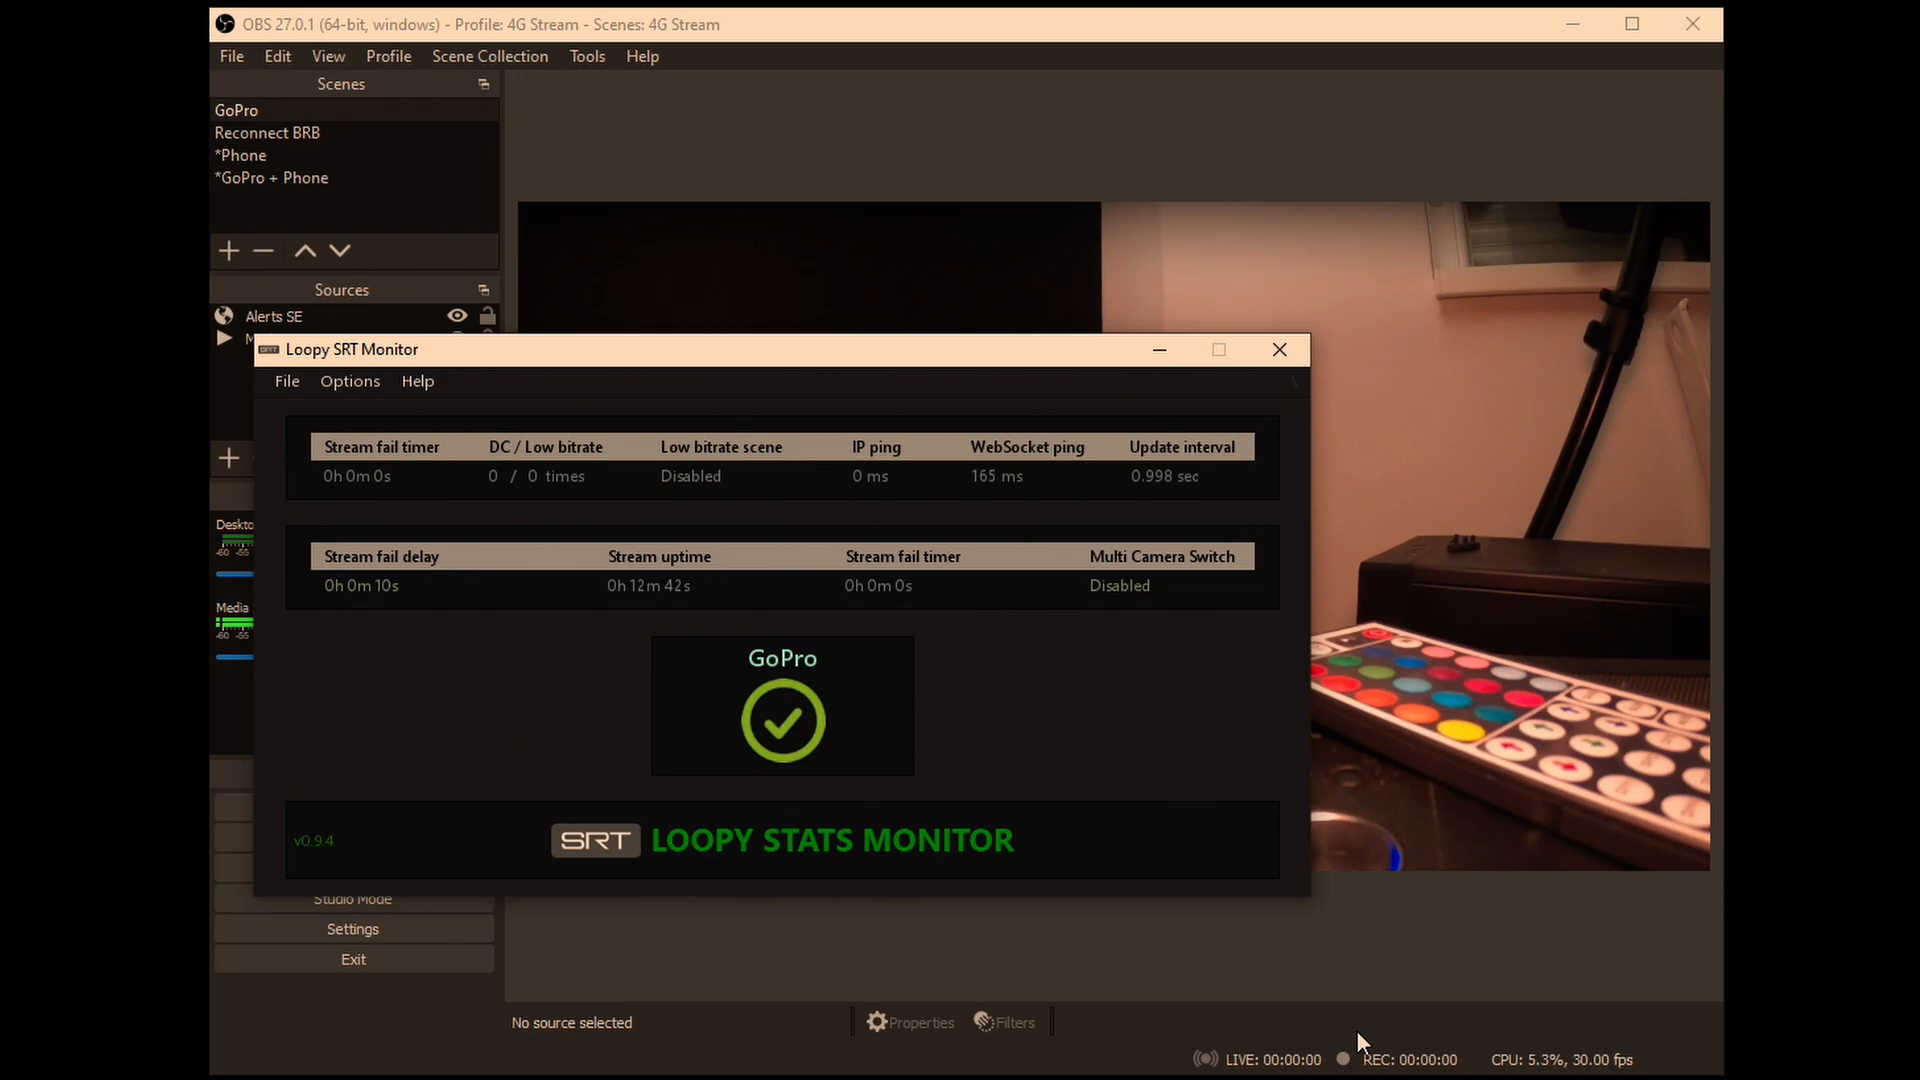 OBS 27.0.1 (64-bit, windows) - Profile: 4G Stream - Scenes: 4G Stream
File Edit View Profile Scene Collection Tools Help
Scenes
GoPro
Reconnect BRB
*Phone
*GoPro + Phone
Sources
Alerts SE
Loopy SRT Monitor
File Options Help
Stream fail timer DC / Low bitrate Low bitrate scene IP ping WebSocket ping Update interval
0h 0m 0s 0 / 0 times Disabled 0 ms 165 ms 0.998 sec
Stream fail delay Stream uptime Stream fail timer Multi Camera Switch
0h 0m 10s 0h 12m 42s 0h 0m 0s Disabled
Deskto
-60 -55
Media
-60 -55
GoPro
v0.9.4 SRT LOOPY STATS MONITOR
Studio Mode
Settings
Exit
No source selected Properties Filters
LIVE: 00:00:00 REC: 00:00:00 CPU: 5.3%, 30.00 fps